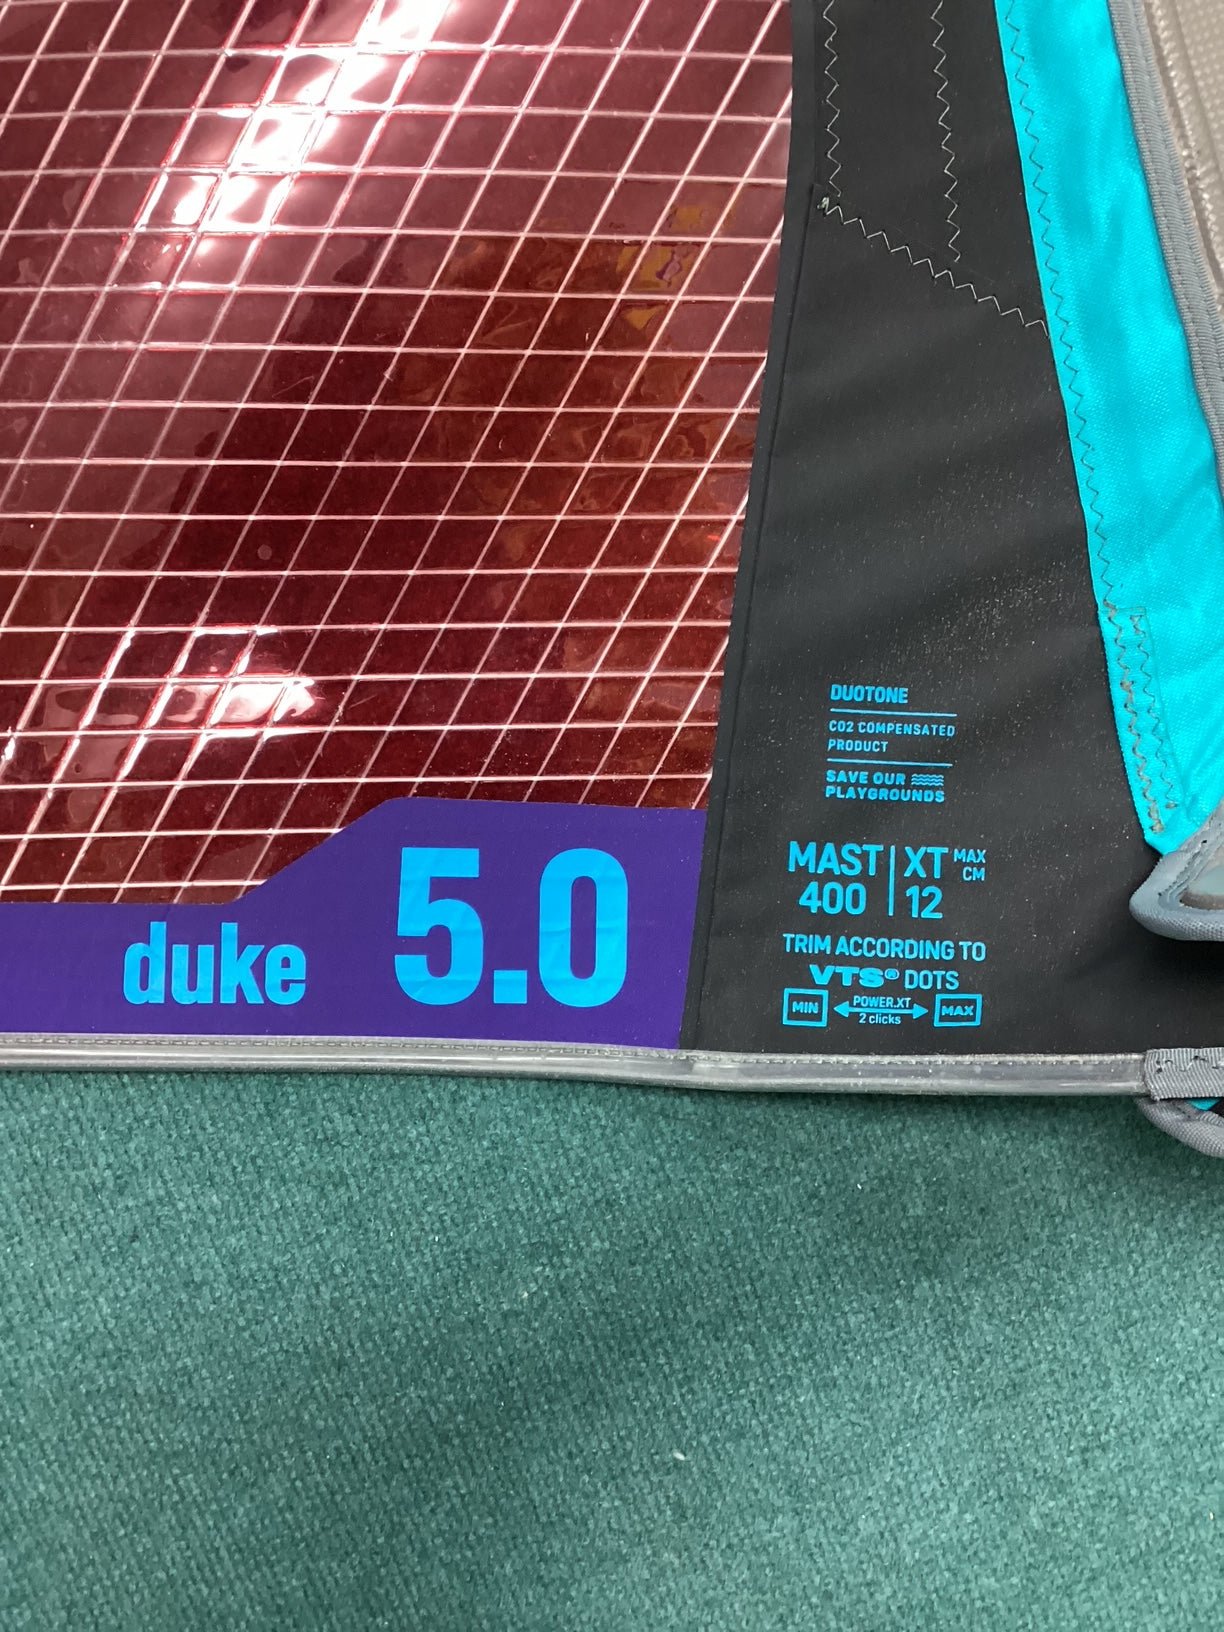 DUOTONE
CO2 COMPENSATED
PRODUCT
SAVE OUR
PLAYGROUNDS
MAST XT MAX
CM
400 12
TRIM ACCORDING TO
VTS® DOTS
MIN POWER.XT MAX
2 clicks
duke 5.0